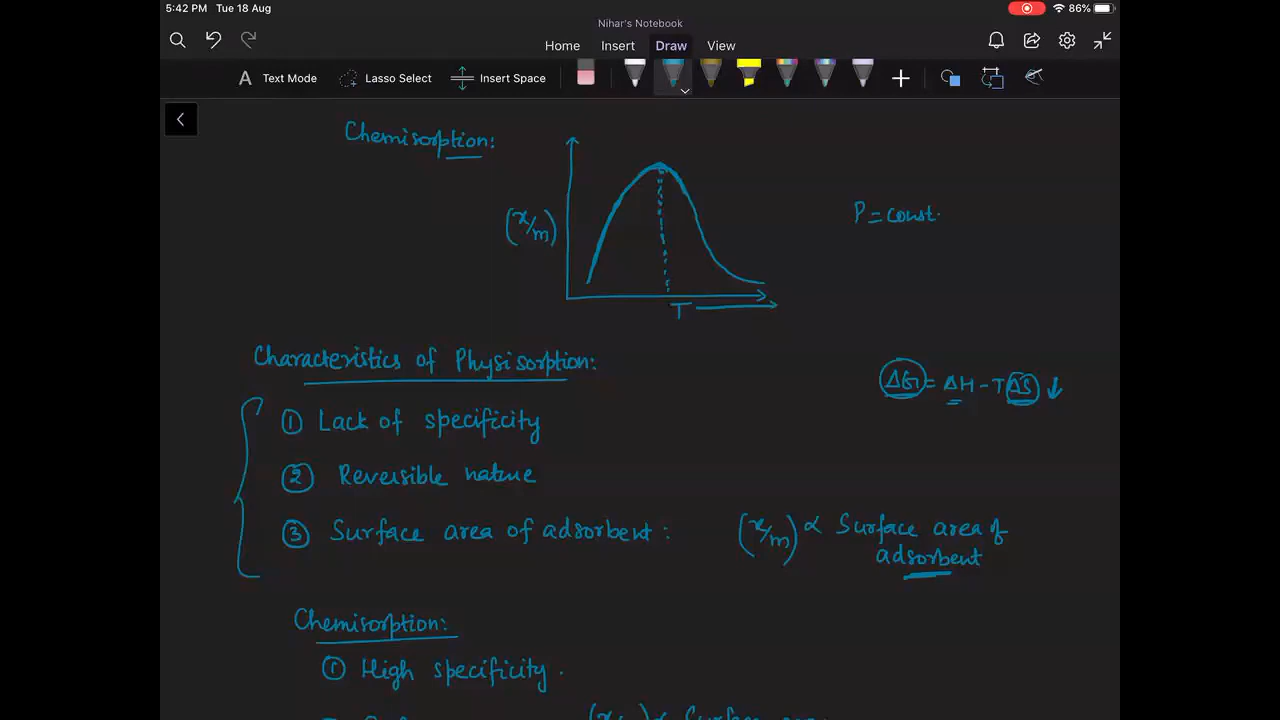 5:42 PM Tue 18 Aug
86%
Nihar's Notebook
Home Insert Draw View
A Text Mode Lasso Select Insert Space
Chemisorption:
(x/m)
P = const.
T
Characteristics of Physisorption:
ΔG = ΔH - TΔS ↓
① Lack of specificity
② Reversible nature
③ Surface area of adsorbent : (x/m) ∝ Surface area of
adsorbent
Chemisorption:
① High specificity.